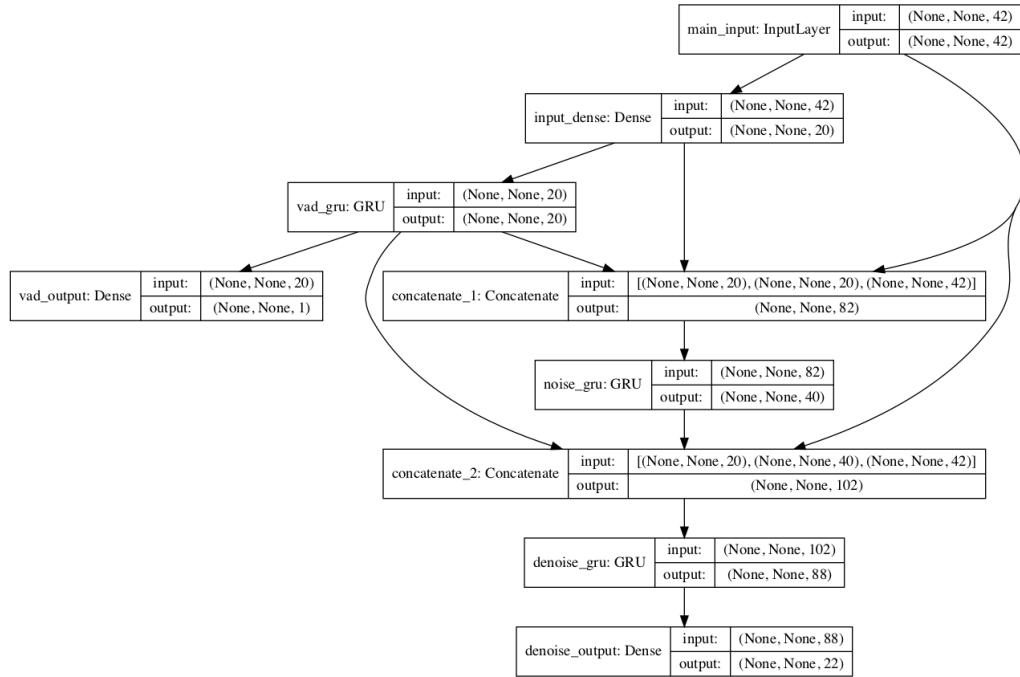 main_input: InputLayer
input: (None, None, 42)
output: (None, None, 42)
input_dense: Dense
input: (None, None, 42)
output: (None, None, 20)
vad_gru: GRU
input: (None, None, 20)
output: (None, None, 20)
vad_output: Dense
input: (None, None, 20)
output: (None, None, 1)
concatenate_1: Concatenate
input: [(None, None, 20), (None, None, 20), (None, None, 42)]
output: (None, None, 82)
noise_gru: GRU
input: (None, None, 82)
output: (None, None, 40)
concatenate_2: Concatenate
input: [(None, None, 20), (None, None, 40), (None, None, 42)]
output: (None, None, 102)
denoise_gru: GRU
input: (None, None, 102)
output: (None, None, 88)
denoise_output: Dense
input: (None, None, 88)
output: (None, None, 22)